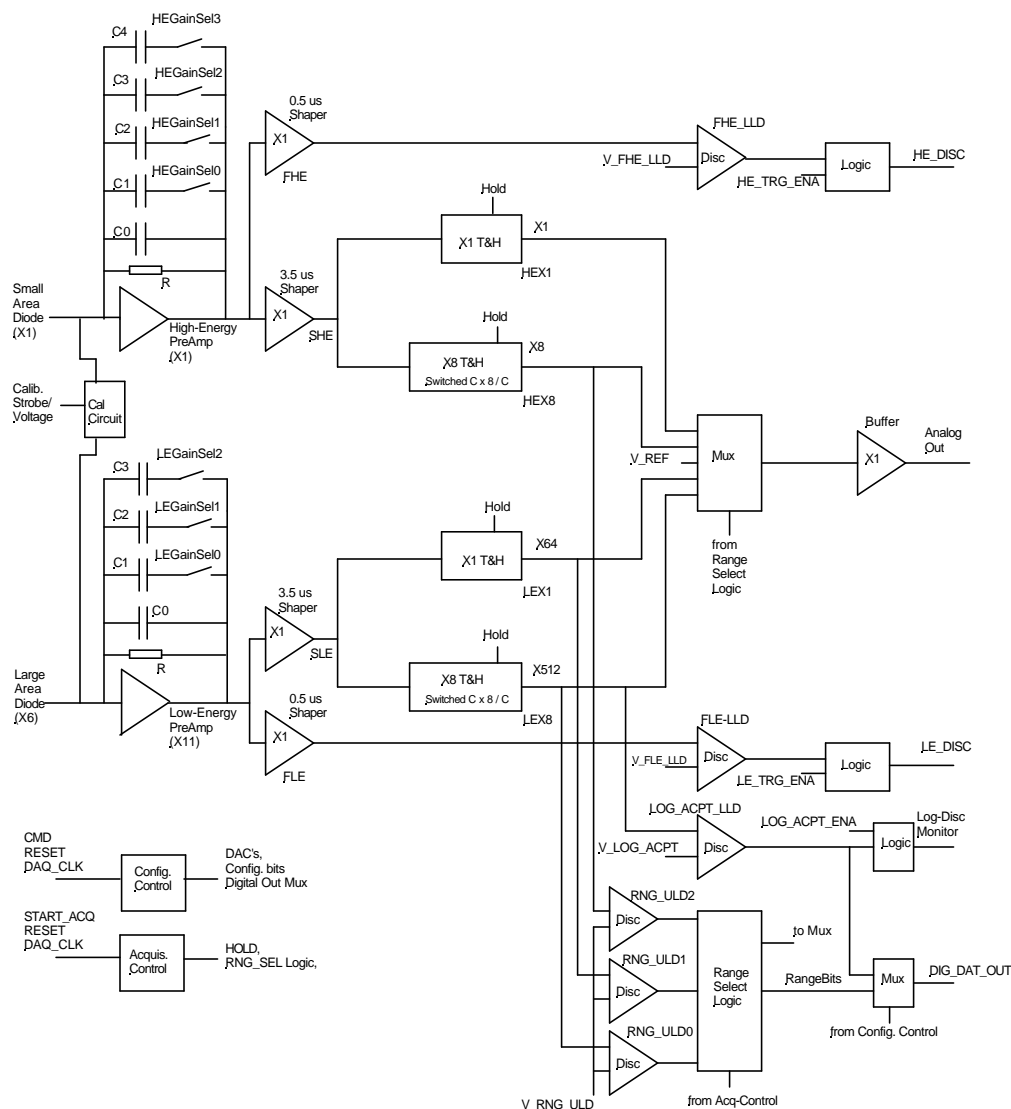 C4
HEGainSel3
C3
HEGainSel2
C2
HEGainSel1
C1
HEGainSel0
C0
R
Small
Area
Diode
(X1)
High-Energy
PreAmp
(X1)
0.5 us
Shaper
X1
FHE
3.5 us
Shaper
X1
SHE
Hold
X1 T&H
X1
HEX1
Hold
X8 T&H
Switched C x 8 / C
X8
HEX8
FHE_LLD
V_FHE_LLD
Disc
HE_TRG_ENA
Logic
HE_DISC
Calib.
Strobe/
Voltage
Cal
Circuit
V_REF
Mux
from
Range
Select
Logic
Buffer
X1
Analog
Out
C3
LEGainSel2
C2
LEGainSel1
C1
LEGainSel0
C0
R
Large
Area
Diode
(X6)
Low-Energy
PreAmp
(X11)
3.5 us
Shaper
X1
SLE
0.5 us
Shaper
X1
FLE
Hold
X1 T&H
X64
LEX1
Hold
X8 T&H
Switched C x 8 / C
X512
LEX8
FLE-LLD
V_FLE_LLD
Disc
LE_TRG_ENA
Logic
LE_DISC
LOG_ACPT_LLD
V_LOG_ACPT
Disc
LOG_ACPT_ENA
Logic
Log-Disc
Monitor
CMD
RESET
DAQ_CLK
Config.
Control
DAC's,
Config. bits
Digital Out Mux
START_ACQ
RESET
DAQ_CLK
Acquis.
Control
HOLD,
RNG_SEL Logic,
RNG_ULD2
Disc
RNG_ULD1
Disc
RNG_ULD0
Disc
V_RNG_ULD
Range
Select
Logic
to Mux
RangeBits
from Acq-Control
Mux
DIG_DAT_OUT
from Config. Control